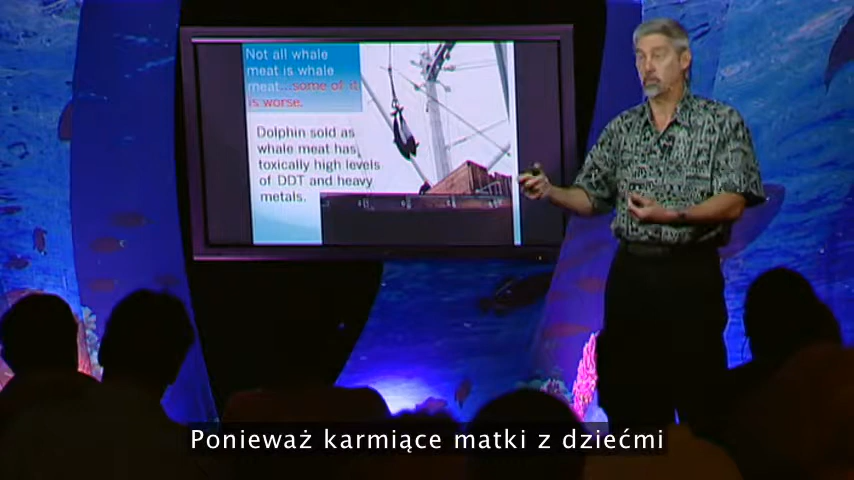 Not all whale
meat is whale
meat...some of it
is worse.
Dolphin sold as
whale meat has
toxically high levels
of DDT and heavy
metals.
Ponieważ karmiące matki z dziećmi